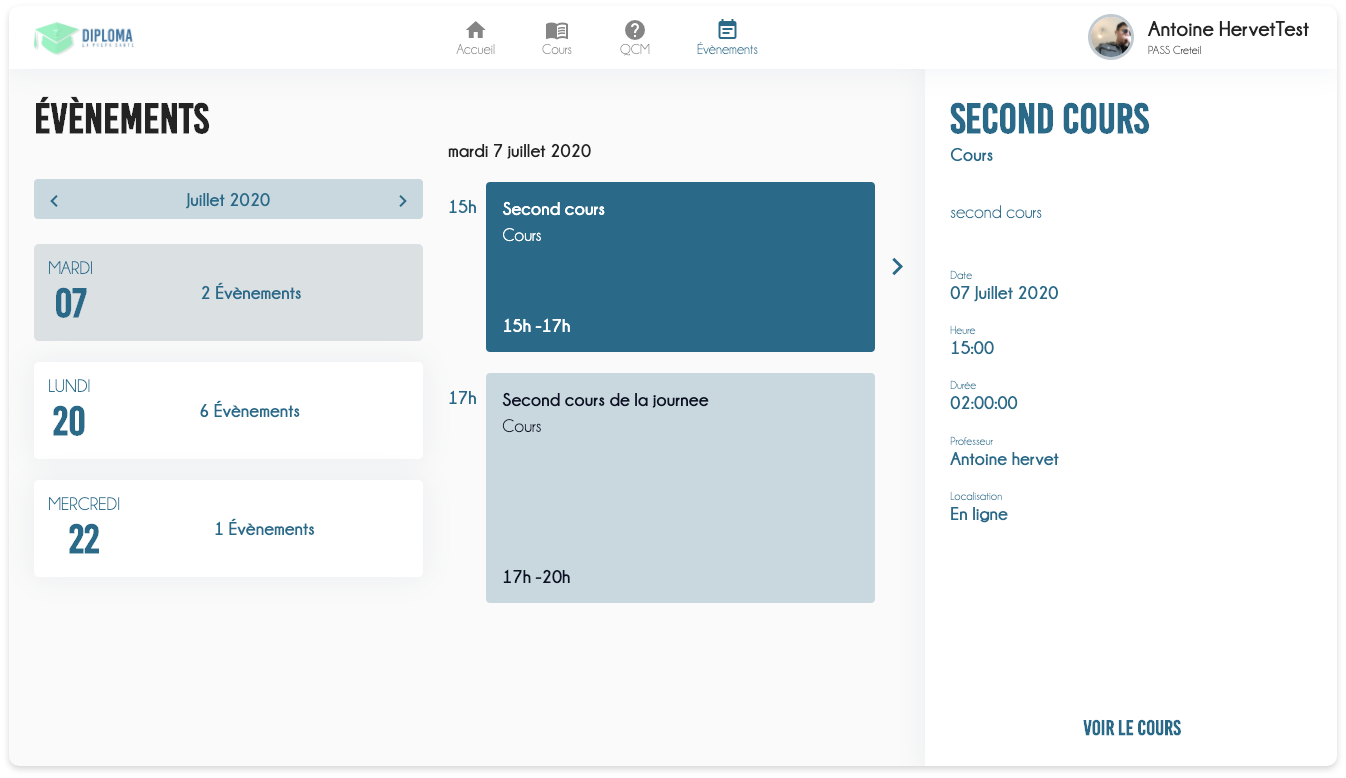 DIPLOMA
LA PREPA SANTE
Accueil
Cours
QCM
Évènements
Antoine HervetTest
PASS Creteil
ÉVÈNEMENTS
Juillet 2020
MARDI
07
2 Évènements
LUNDI
20
6 Évènements
MERCREDI
22
1 Évènements
mardi 7 juillet 2020
15h
Second cours
Cours
15h -17h
17h
Second cours de la journee
Cours
17h -20h
SECOND COURS
Cours
second cours
Date
07 Juillet 2020
Heure
15:00
Durée
02:00:00
Professeur
Antoine hervet
Localisation
En ligne
VOIR LE COURS